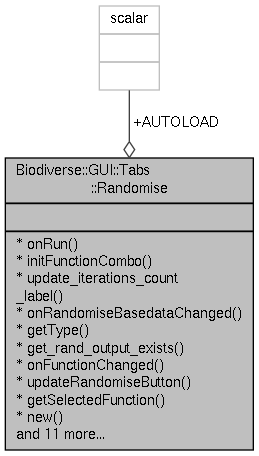 scalar
+AUTOLOAD
Biodiverse::GUI::Tabs
::Randomise
* onRun()
* initFunctionCombo()
* update_iterations_count
_label()
* onRandomiseBasedataChanged()
* getType()
* get_rand_output_exists()
* onFunctionChanged()
* updateRandomiseButton()
* getSelectedFunction()
* new()
and 11 more...